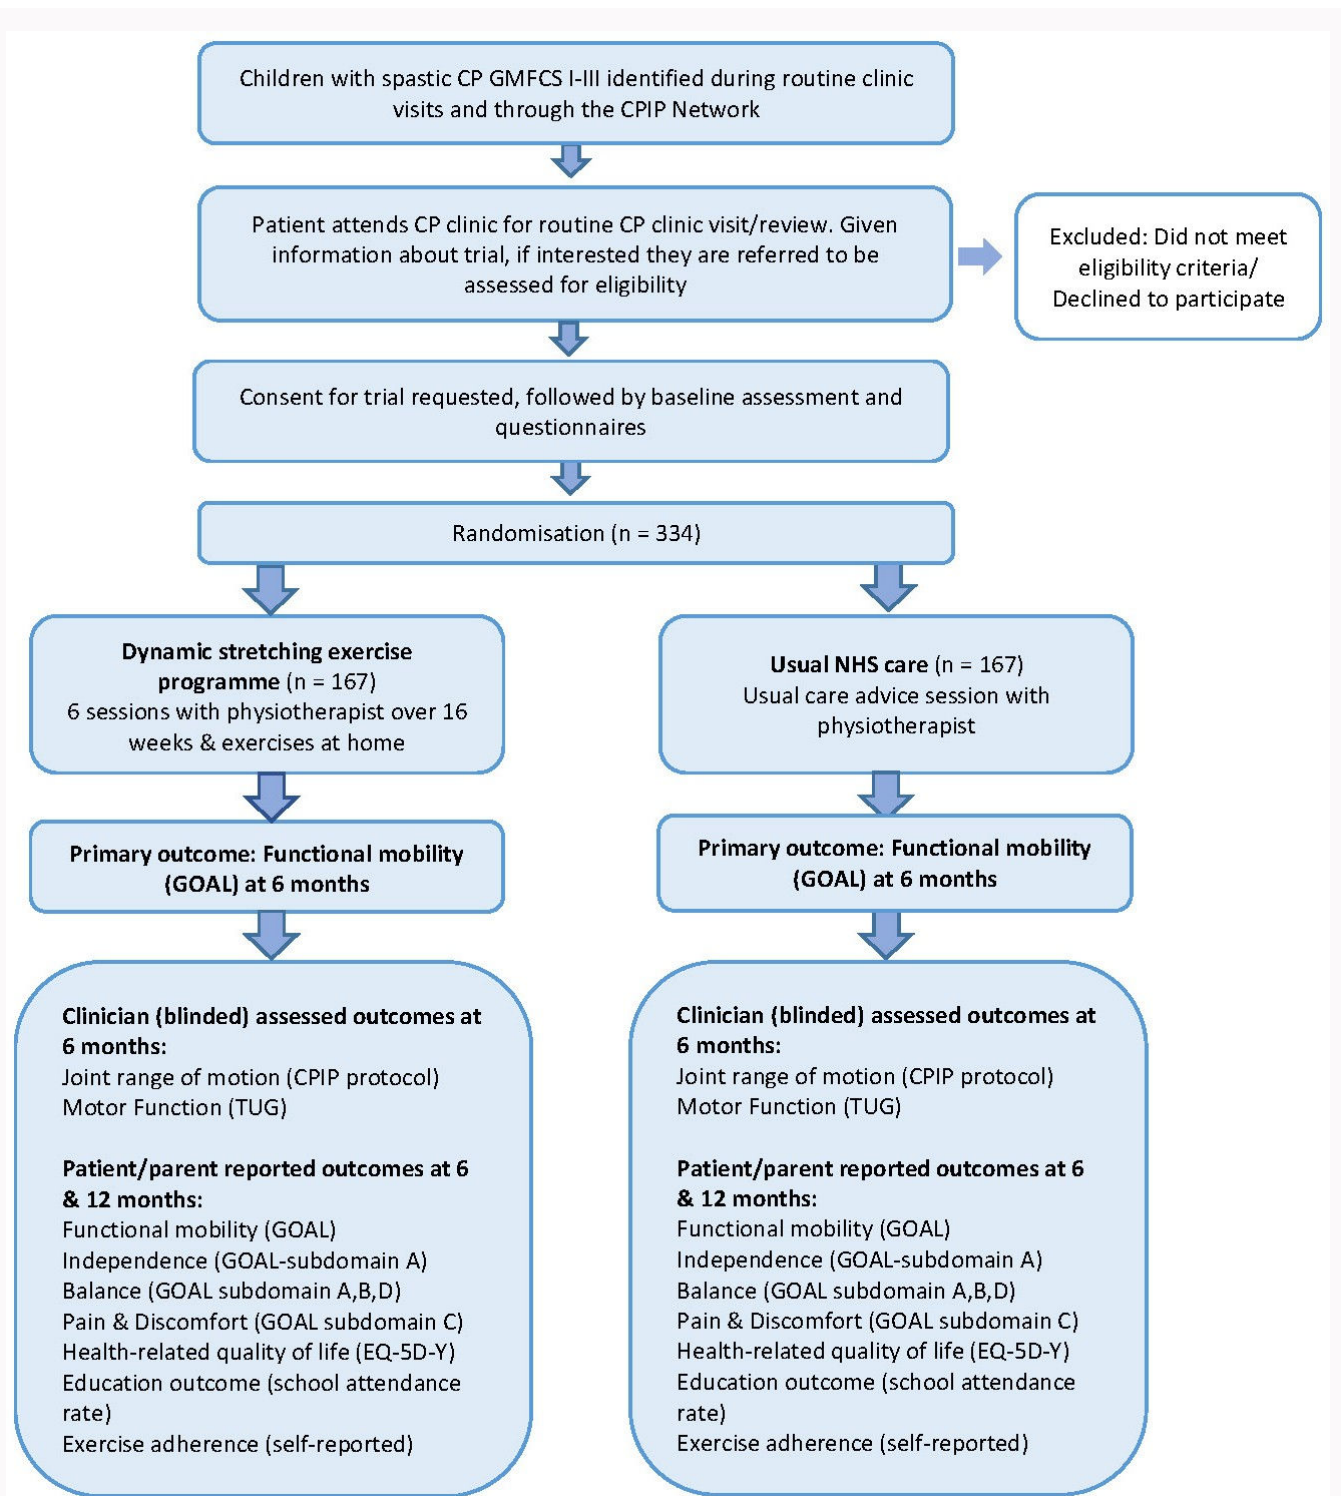 Children with spastic CP GMFCS I-III identified during routine clinic
visits and through the CPIP Network
Patient attends CP clinic for routine CP clinic visit/review. Given
information about trial, if interested they are referred to be
assessed for eligibility
Excluded: Did not meet
eligibility criteria/
Declined to participate
Consent for trial requested, followed by baseline assessment and
questionnaires
Randomisation (n = 334)
Dynamic stretching exercise
programme (n = 167)
6 sessions with physiotherapist over 16
weeks & exercises at home
Usual NHS care (n = 167)
Usual care advice session with
physiotherapist
Primary outcome: Functional mobility
(GOAL) at 6 months
Primary outcome: Functional mobility
(GOAL) at 6 months
Clinician (blinded) assessed outcomes at
6 months:
Joint range of motion (CPIP protocol)
Motor Function (TUG)
Patient/parent reported outcomes at 6
& 12 months:
Functional mobility (GOAL)
Independence (GOAL-subdomain A)
Balance (GOAL subdomain A,B,D)
Pain & Discomfort (GOAL subdomain C)
Health-related quality of life (EQ-5D-Y)
Education outcome (school attendance
rate)
Exercise adherence (self-reported)
Clinician (blinded) assessed outcomes at
6 months:
Joint range of motion (CPIP protocol)
Motor Function (TUG)
Patient/parent reported outcomes at 6
& 12 months:
Functional mobility (GOAL)
Independence (GOAL-subdomain A)
Balance (GOAL subdomain A,B,D)
Pain & Discomfort (GOAL subdomain C)
Health-related quality of life (EQ-5D-Y)
Education outcome (school attendance
rate)
Exercise adherence (self-reported)